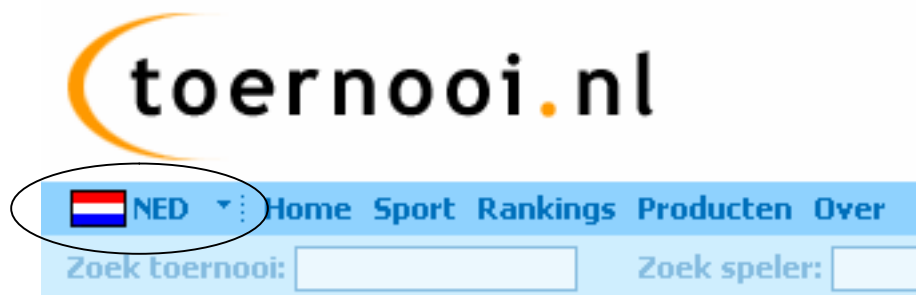 toernooi.nl
NED Home Sport Rankings Producten Over
Zoek toernooi: Zoek speler: